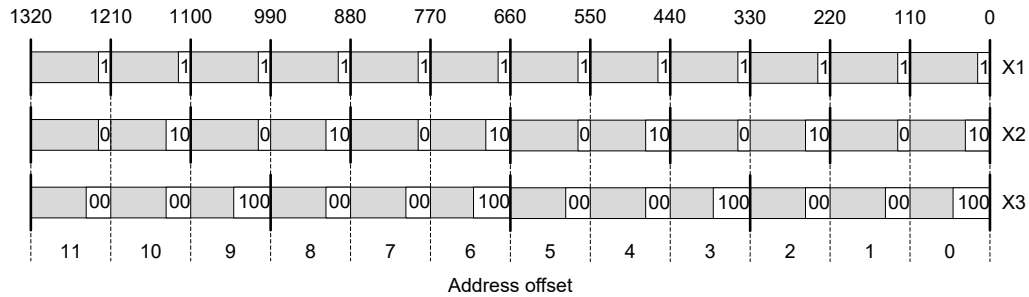 1320 1210 1100 990 880 770 660 550 440 330 220 110 0
1 1 1 1 1 1 1 1 1 1 1 1 X1
0 10 0 10 0 10 0 10 0 10 0 10 X2
00 00 100 00 00 100 00 00 100 00 00 100 X3
11 10 9 8 7 6 5 4 3 2 1 0
Address offset